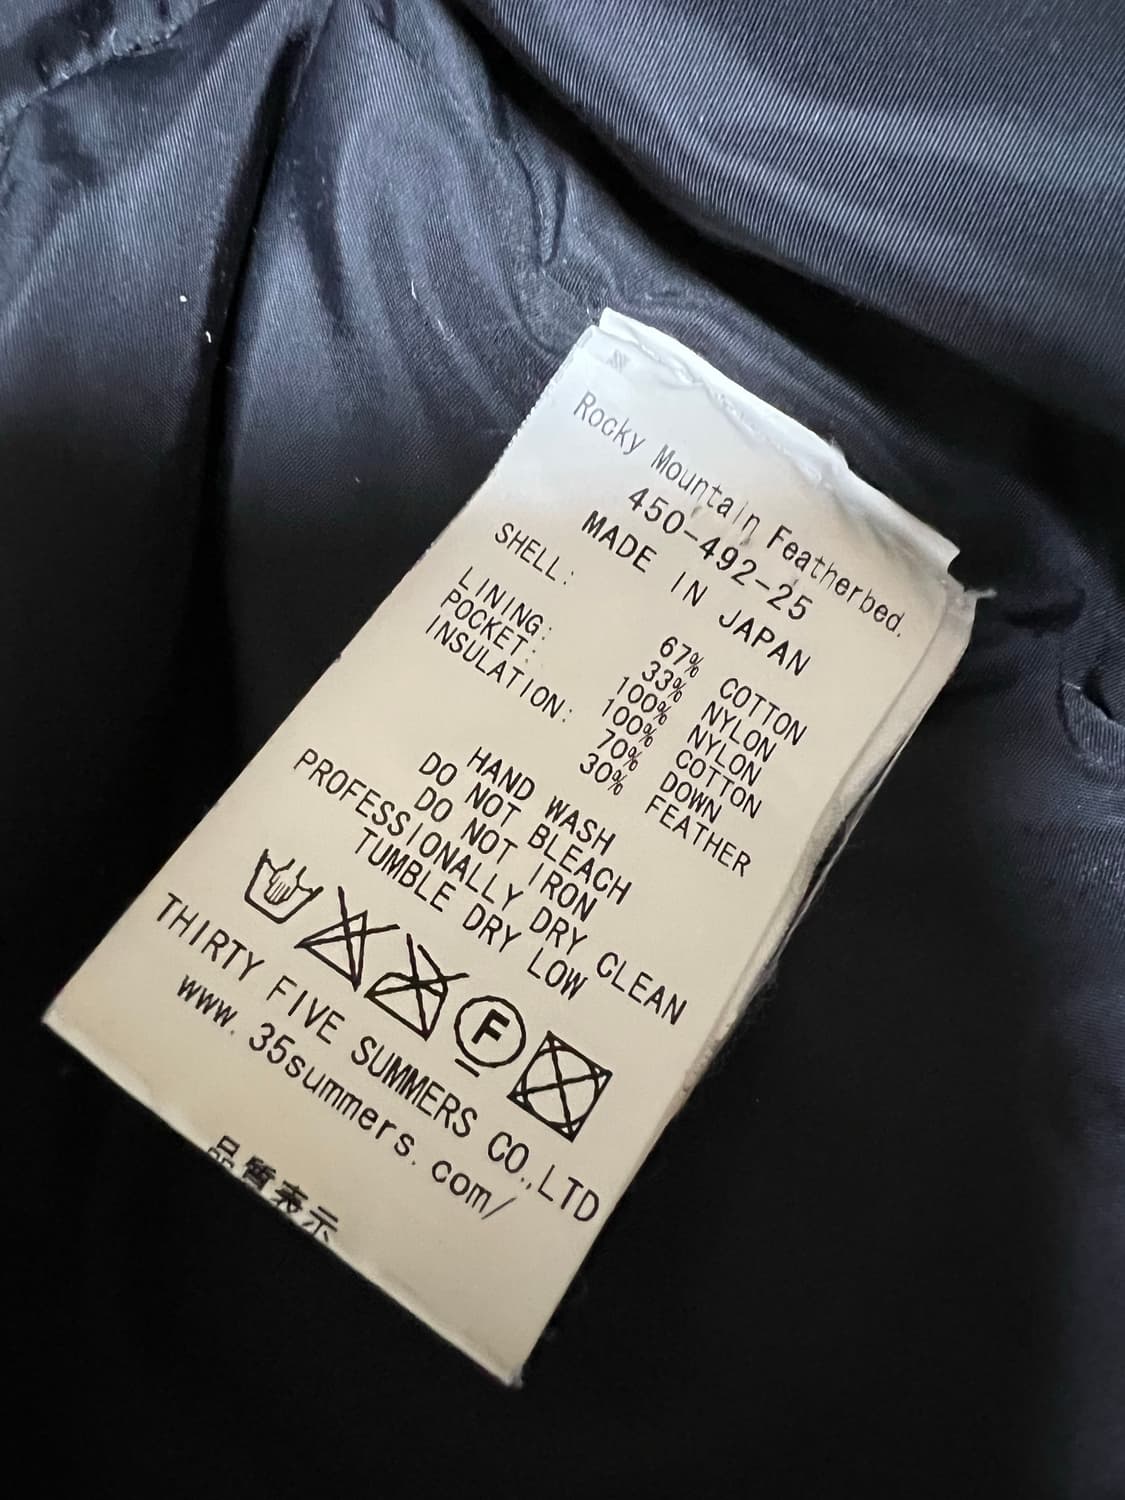 Rocky Mountain Featherbed.
450-492-25
MADE IN JAPAN
SHELL: 67% COTTON
33% NYLON
LINING: 100% NYLON
POCKET: 100% COTTON
INSULATION: 70% DOWN
30% FEATHER
HAND WASH
DO NOT BLEACH
DO NOT IRON
PROFESSIONALLY DRY CLEAN
TUMBLE DRY LOW
F
THIRTY FIVE SUMMERS CO.,LTD
www.35summers.com/
品質表示